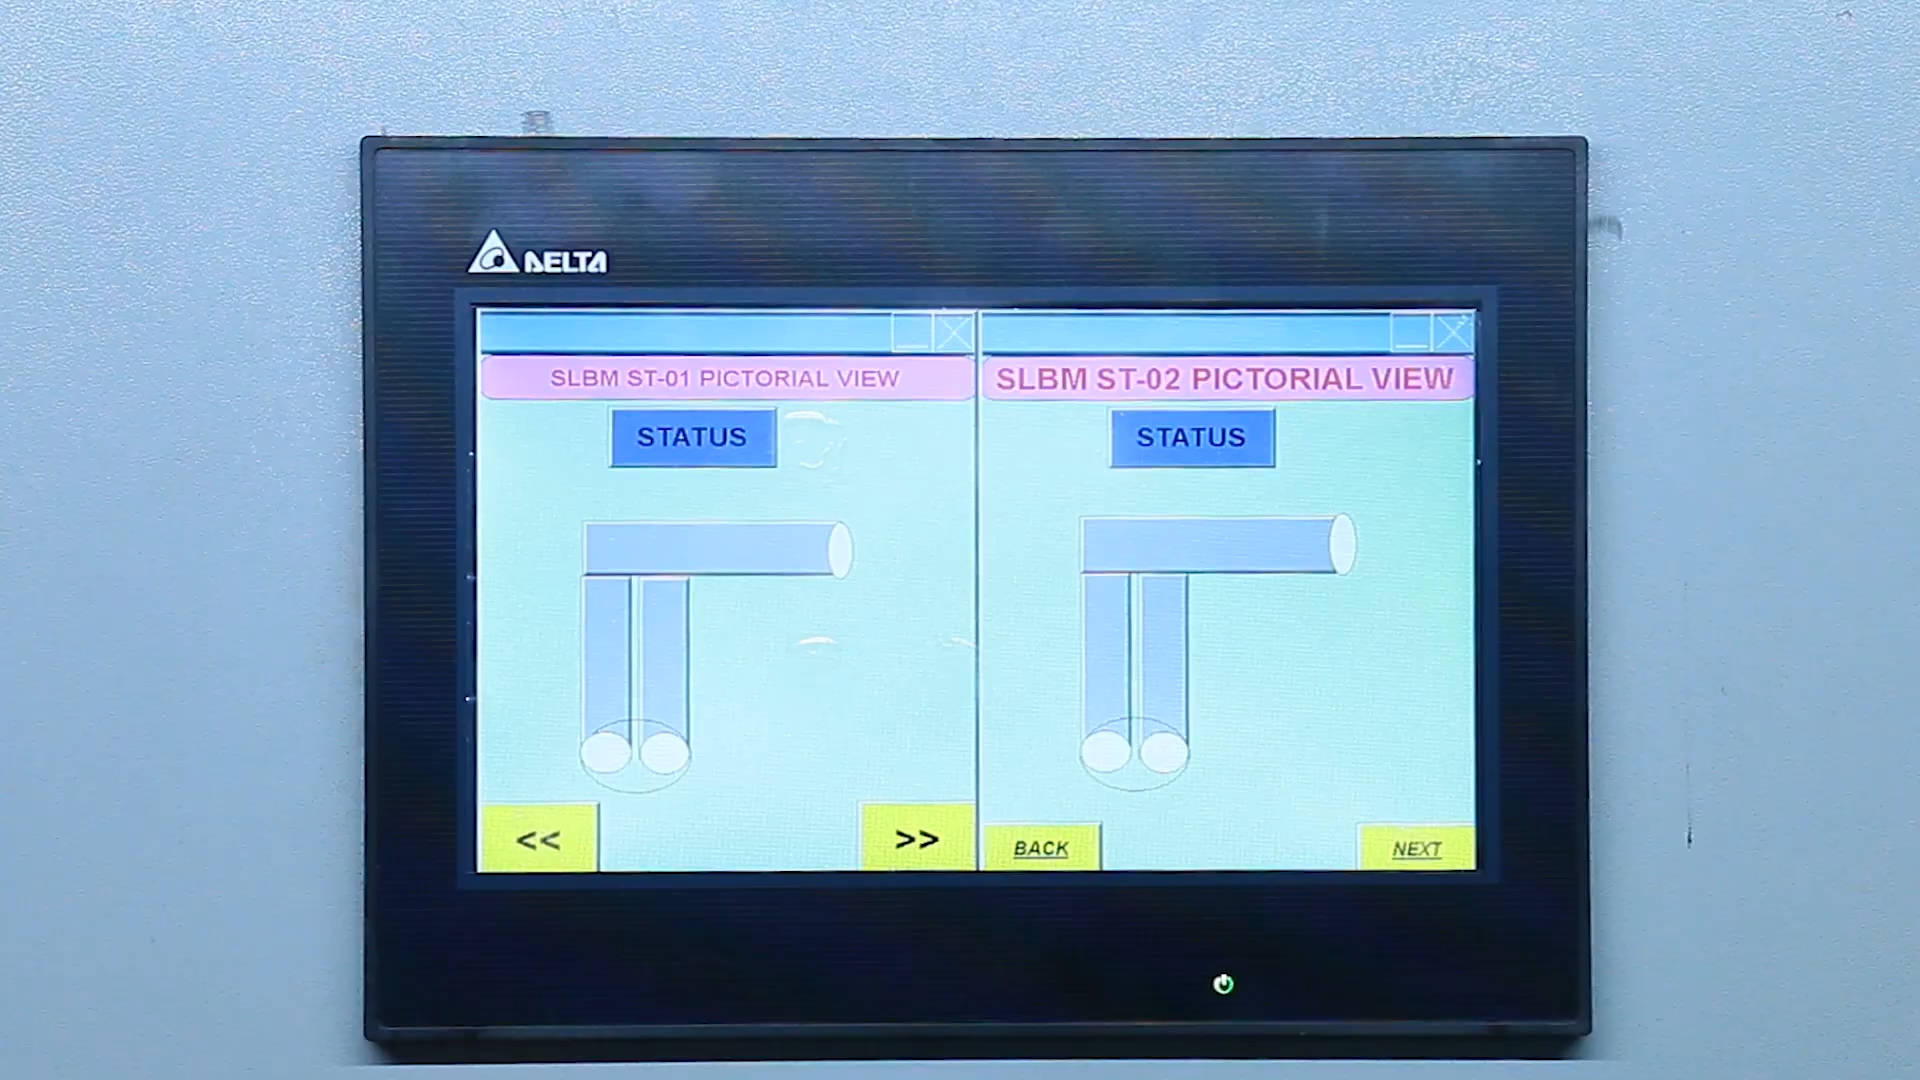 DELTA
SLBM ST-01 PICTORIAL VIEW
STATUS
<<
>>
SLBM ST-02 PICTORIAL VIEW
STATUS
BACK
NEXT